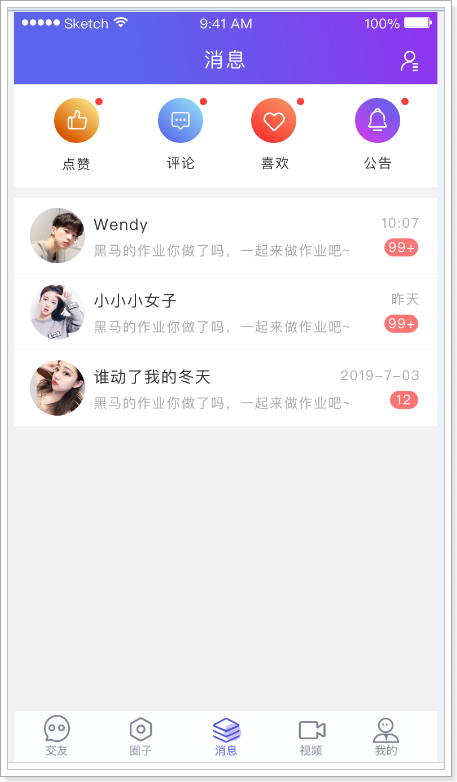 Sketch 9:41 AM 100%
消息
点赞 评论 喜欢 公告
Wendy 10:07
黑马的作业你做了吗，一起来做作业吧~ 99+
小小小女子 昨天
黑马的作业你做了吗，一起来做作业吧~ 99+
谁动了我的冬天 2019-7-03
黑马的作业你做了吗，一起来做作业吧~ 12
交友 圈子 消息 视频 我的